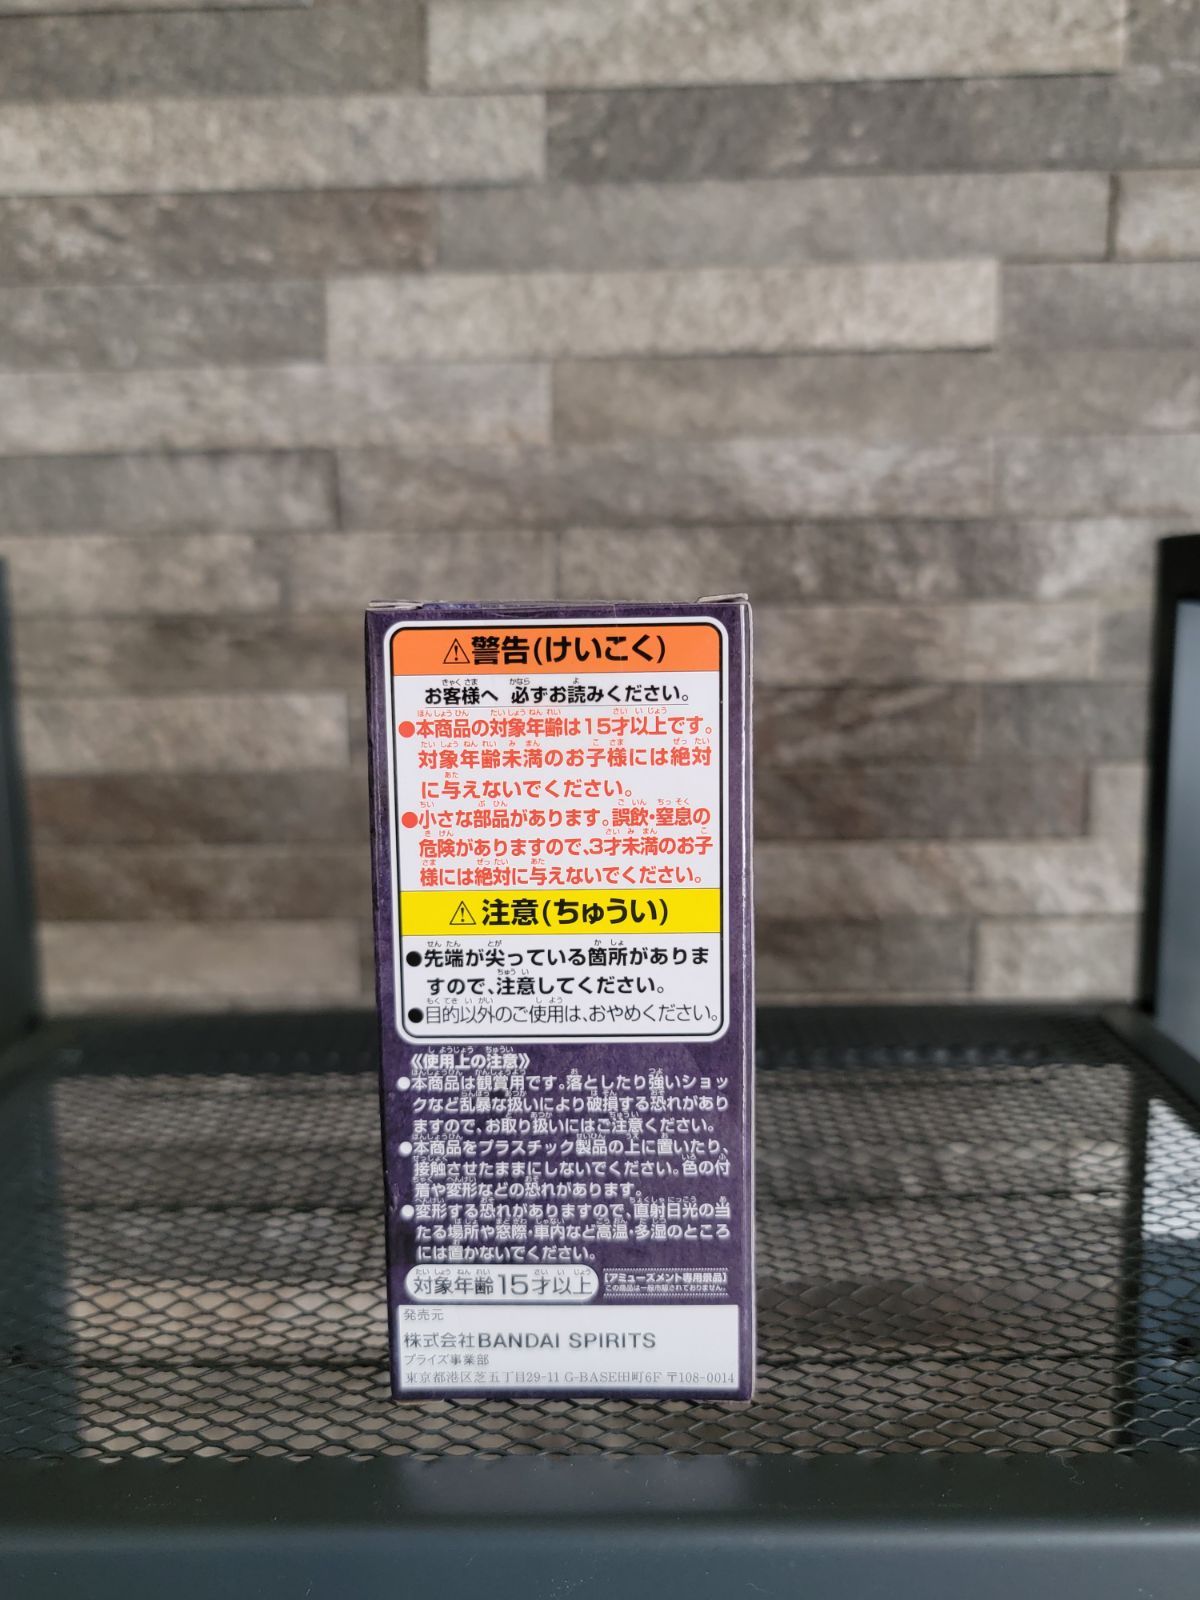 ⚠警告(けいこく)
お客様へ 必ずお読みください。
●本商品の対象年齢は15才以上です。
対象年齢未満のお子様には絶対
に与えないでください。
●小さな部品があります。誤飲・窒息の
危険がありますので、3才未満のお子
様には絶対に与えないでください。
⚠注意(ちゅうい)
●先端が尖っている箇所がありま
すので、注意してください。
●目的以外のご使用は、おやめください。
《使用上の注意》
●本商品は観賞用です。落としたり強いショッ
クなど乱暴な扱いにより破損する恐れがあり
ますので、お取り扱いにはご注意ください。
●本商品をプラスチック製品の上に置いたり、
接触させたままにしないでください。色の付
着や変形などの恐れがあります。
●変形する恐れがありますので、直射日光の当
たる場所や窓際・車内など高温・多湿のところ
には置かないでください。
対象年齢15才以上
【アミューズメント専用景品】
この商品は一般市販されておりません。
発売元
株式会社BANDAI SPIRITS
プライズ事業部
東京都港区芝五丁目29-11 G-BASE田町6F 〒108-0014